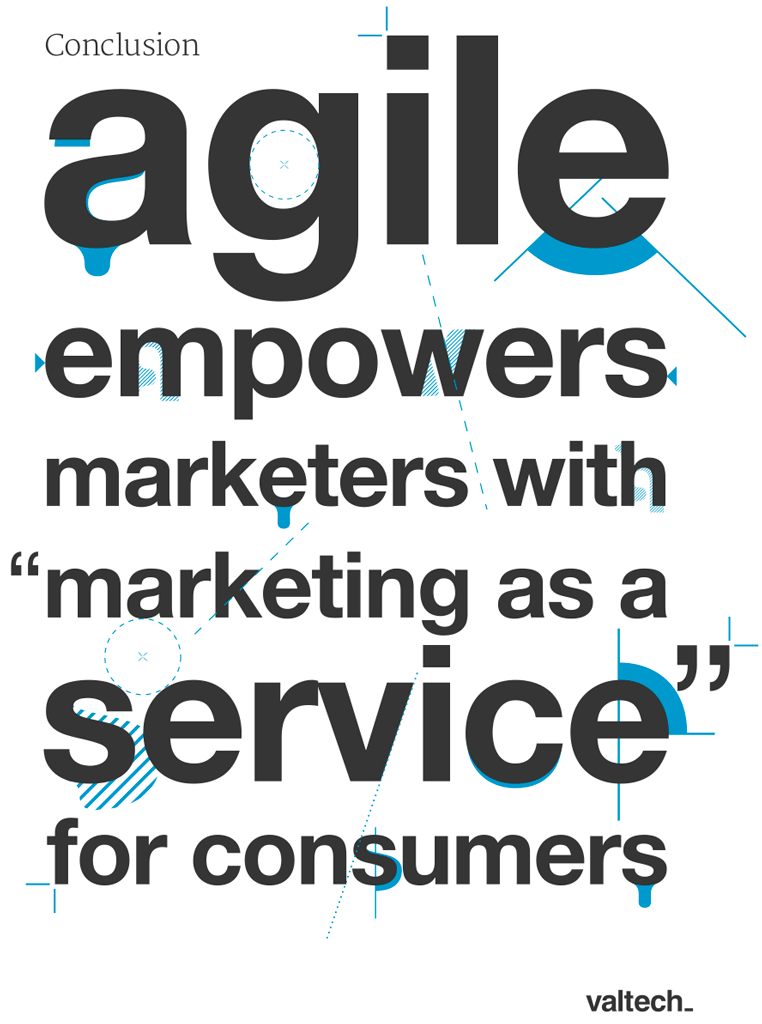 Conclusion
agile
empowers
marketers with
“marketing as a
service”
for consumers
valtech_